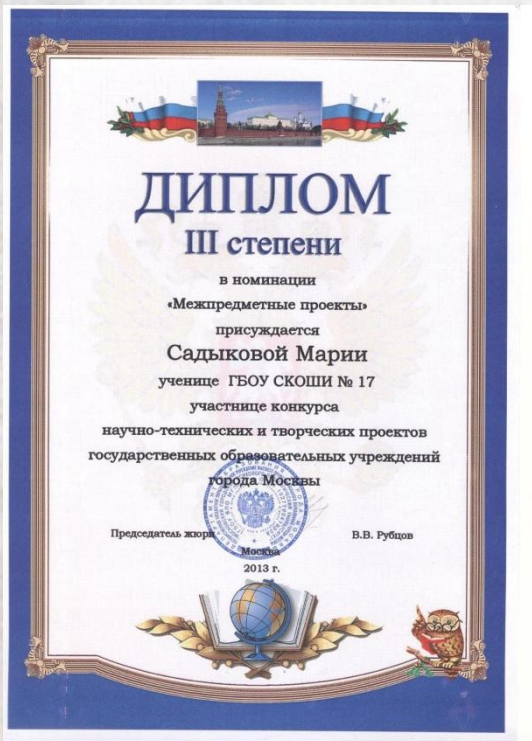 ДИПЛОМ
III степени
в номинации
«Межпредметные проекты»
присуждается
Садыковой Марии
ученице ГБОУ СКОШИ № 17
участнице конкурса
научно-технических и творческих проектов
государственных образовательных учреждений
города Москвы
Председатель жюри В.В. Рубцов
Москва
2013 г.